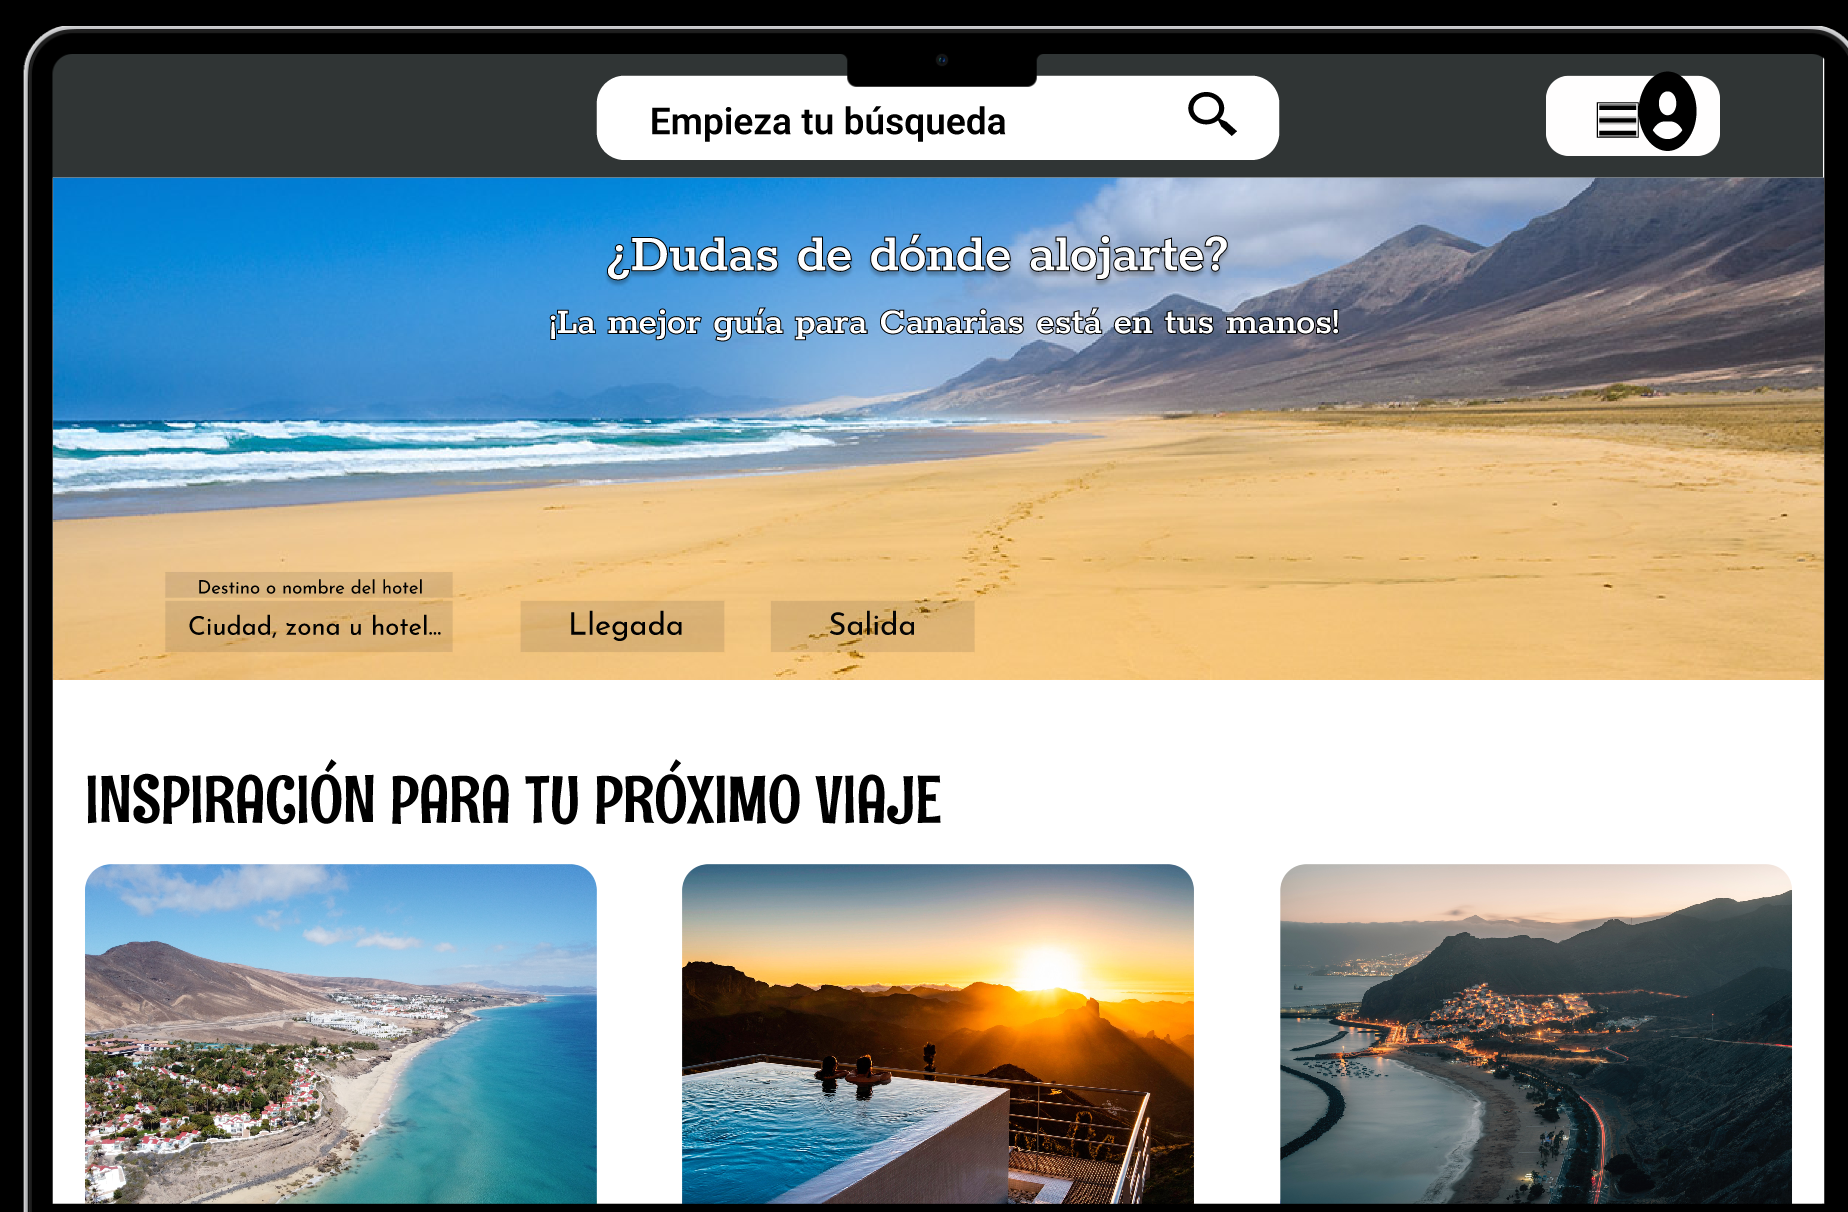 Empieza tu búsqueda
¿Dudas de dónde alojarte?
¡La mejor guía para Canarias está en tus manos!
Destino o nombre del hotel
Ciudad, zona u hotel...
Llegada
Salida
INSPIRACIÓN PARA TU PRÓXIMO VIAJE